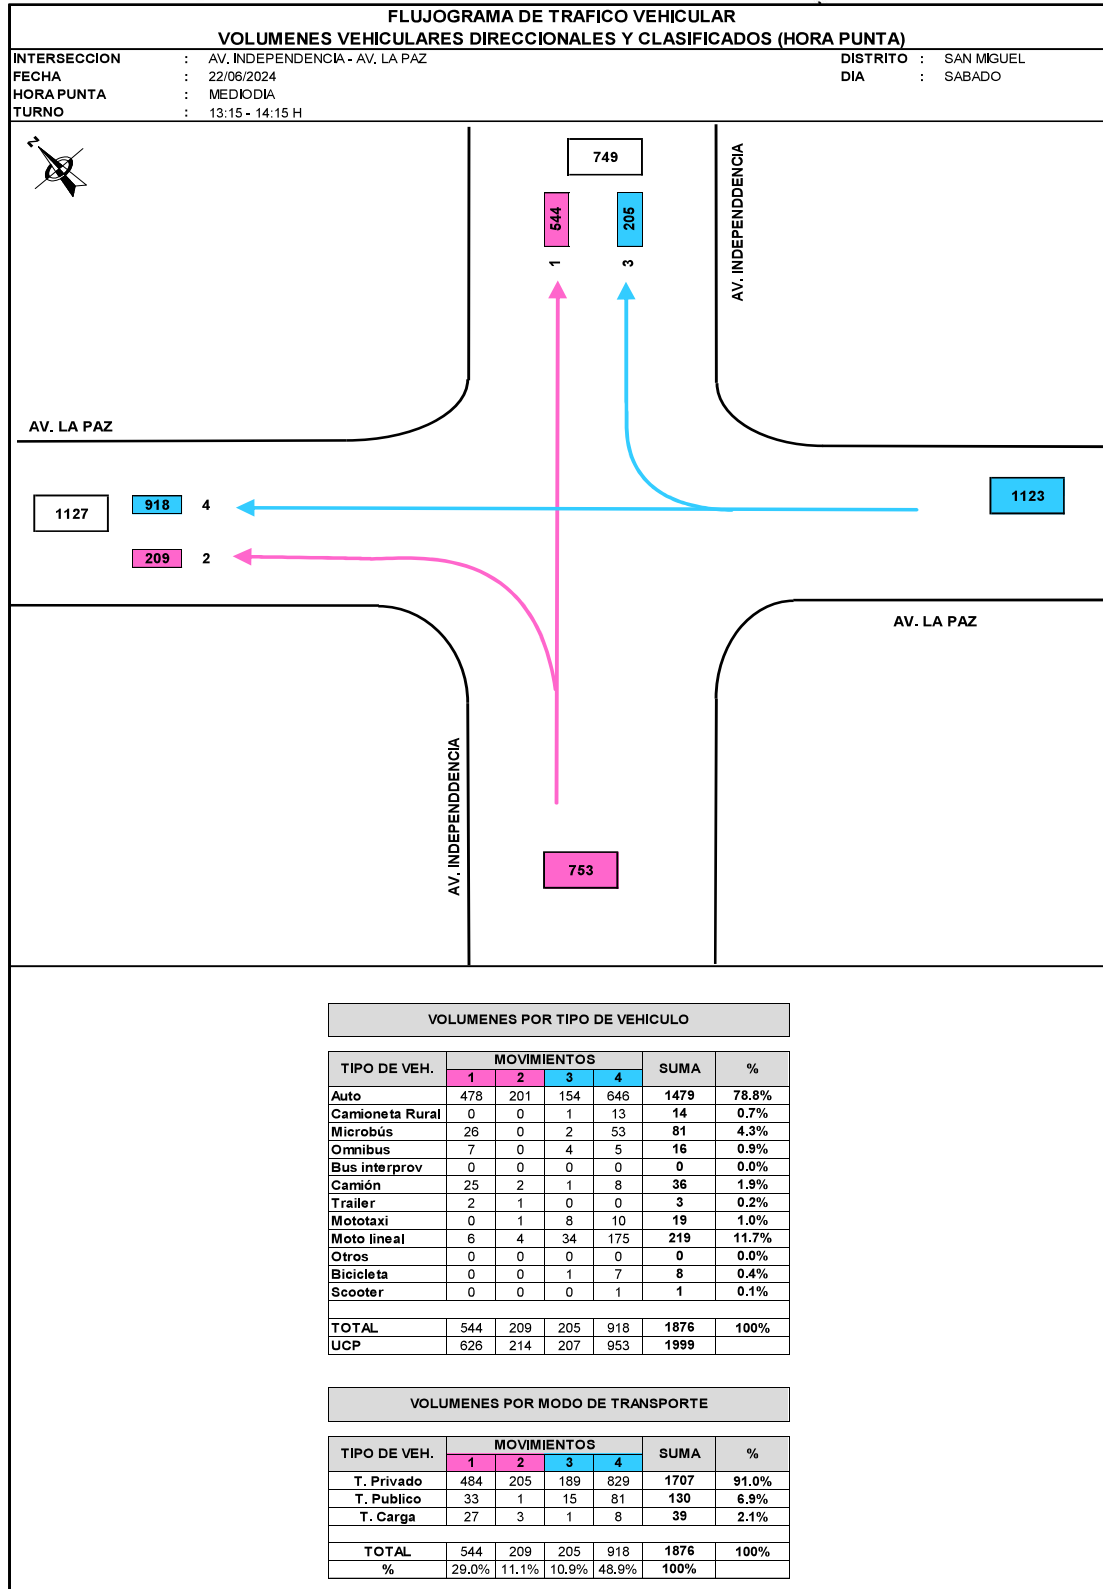 FLUJOGRAMA DE TRAFICO VEHICULAR
VOLUMENES VEHICULARES DIRECCIONALES Y CLASIFICADOS (HORA PUNTA)
INTERSECCION : AV. INDEPENDENCIA - AV. LA PAZ DISTRITO : SAN MIGUEL
FECHA : 22/06/2024 DIA : SABADO
HORA PUNTA : MEDIODIA
TURNO : 13:15 - 14:15 H
N
749
544 205
1 3
AV. INDEPENDDENCIA
AV. LA PAZ
1127 918 4 1123
209 2
AV. LA PAZ
AV. INDEPENDDENCIA
753
VOLUMENES POR TIPO DE VEHICULO
TIPO DE VEH. MOVIMIENTOS SUMA %
1 2 3 4
Auto 478 201 154 646 1479 78.8%
Camioneta Rural 0 0 1 13 14 0.7%
Microbús 26 0 2 53 81 4.3%
Omnibus 7 0 4 5 16 0.9%
Bus interprov 0 0 0 0 0 0.0%
Camión 25 2 1 8 36 1.9%
Trailer 2 1 0 0 3 0.2%
Mototaxi 0 1 8 10 19 1.0%
Moto lineal 6 4 34 175 219 11.7%
Otros 0 0 0 0 0 0.0%
Bicicleta 0 0 1 7 8 0.4%
Scooter 0 0 0 1 1 0.1%
TOTAL 544 209 205 918 1876 100%
UCP 626 214 207 953 1999
VOLUMENES POR MODO DE TRANSPORTE
TIPO DE VEH. MOVIMIENTOS SUMA %
1 2 3 4
T. Privado 484 205 189 829 1707 91.0%
T. Publico 33 1 15 81 130 6.9%
T. Carga 27 3 1 8 39 2.1%
TOTAL 544 209 205 918 1876 100%
% 29.0% 11.1% 10.9% 48.9% 100%